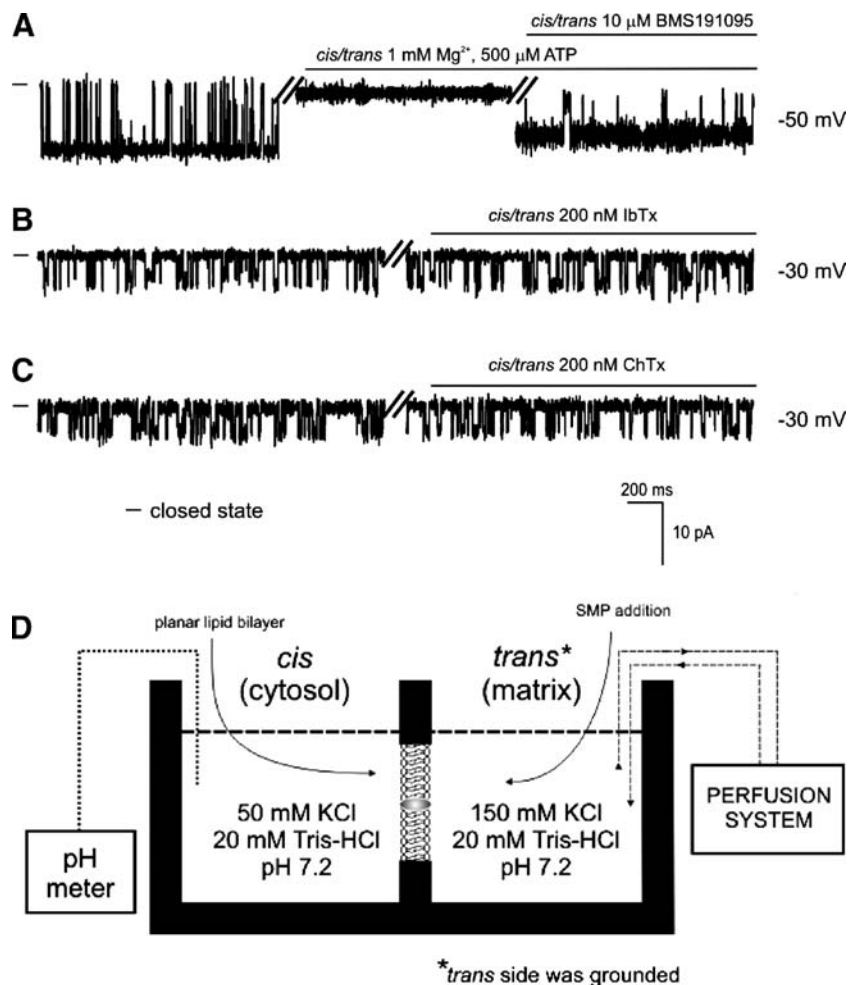 A
cis/trans 10 µM BMS191095
cis/trans 1 mM Mg²⁺, 500 µM ATP
-50 mV
B
cis/trans 200 nM IbTx
-30 mV
C
cis/trans 200 nM ChTx
-30 mV
– closed state
200 ms
10 pA
D
planar lipid bilayer
SMP addition
cis
(cytosol)
trans*
(matrix)
50 mM KCl
20 mM Tris-HCl
pH 7.2
150 mM KCl
20 mM Tris-HCl
pH 7.2
pH
meter
PERFUSION
SYSTEM
*trans side was grounded